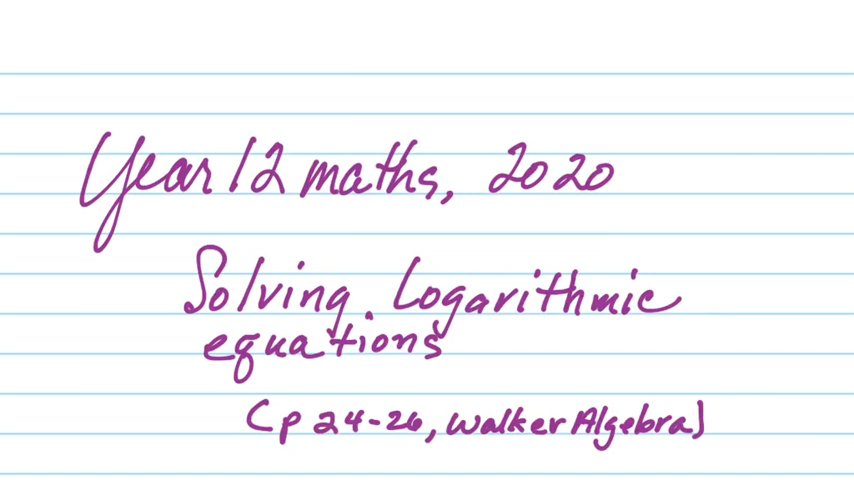 Year 12 maths, 2020
Solving Logarithmic
equations
(p 24-26, Walker Algebra)